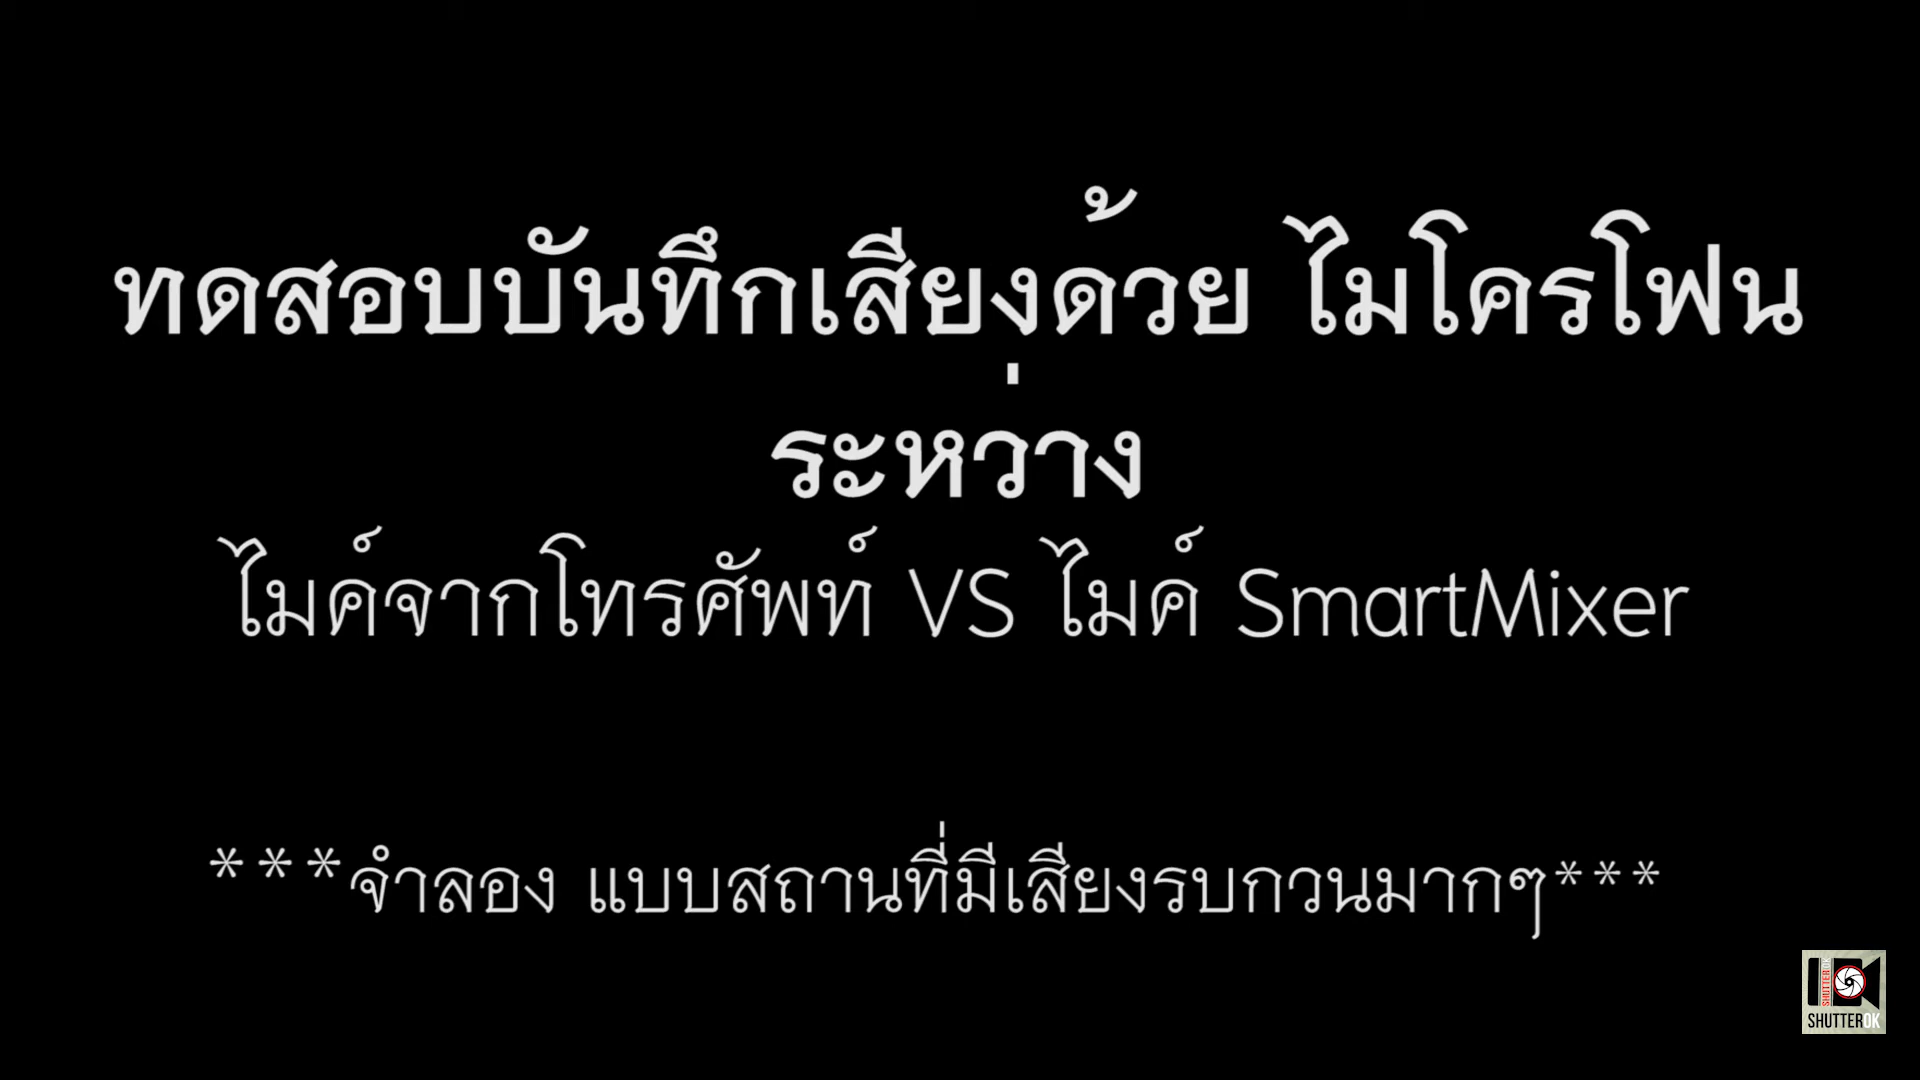 ทดสอบบันทึกเสียงด้วย ไมโครโฟน
ระหว่าง
ไมค์จากโทรศัพท์ VS ไมค์ SmartMixer
***จำลอง แบบสถานที่มีเสียงรบกวนมากๆ***
SHUTTEROK
SHUTTEROK